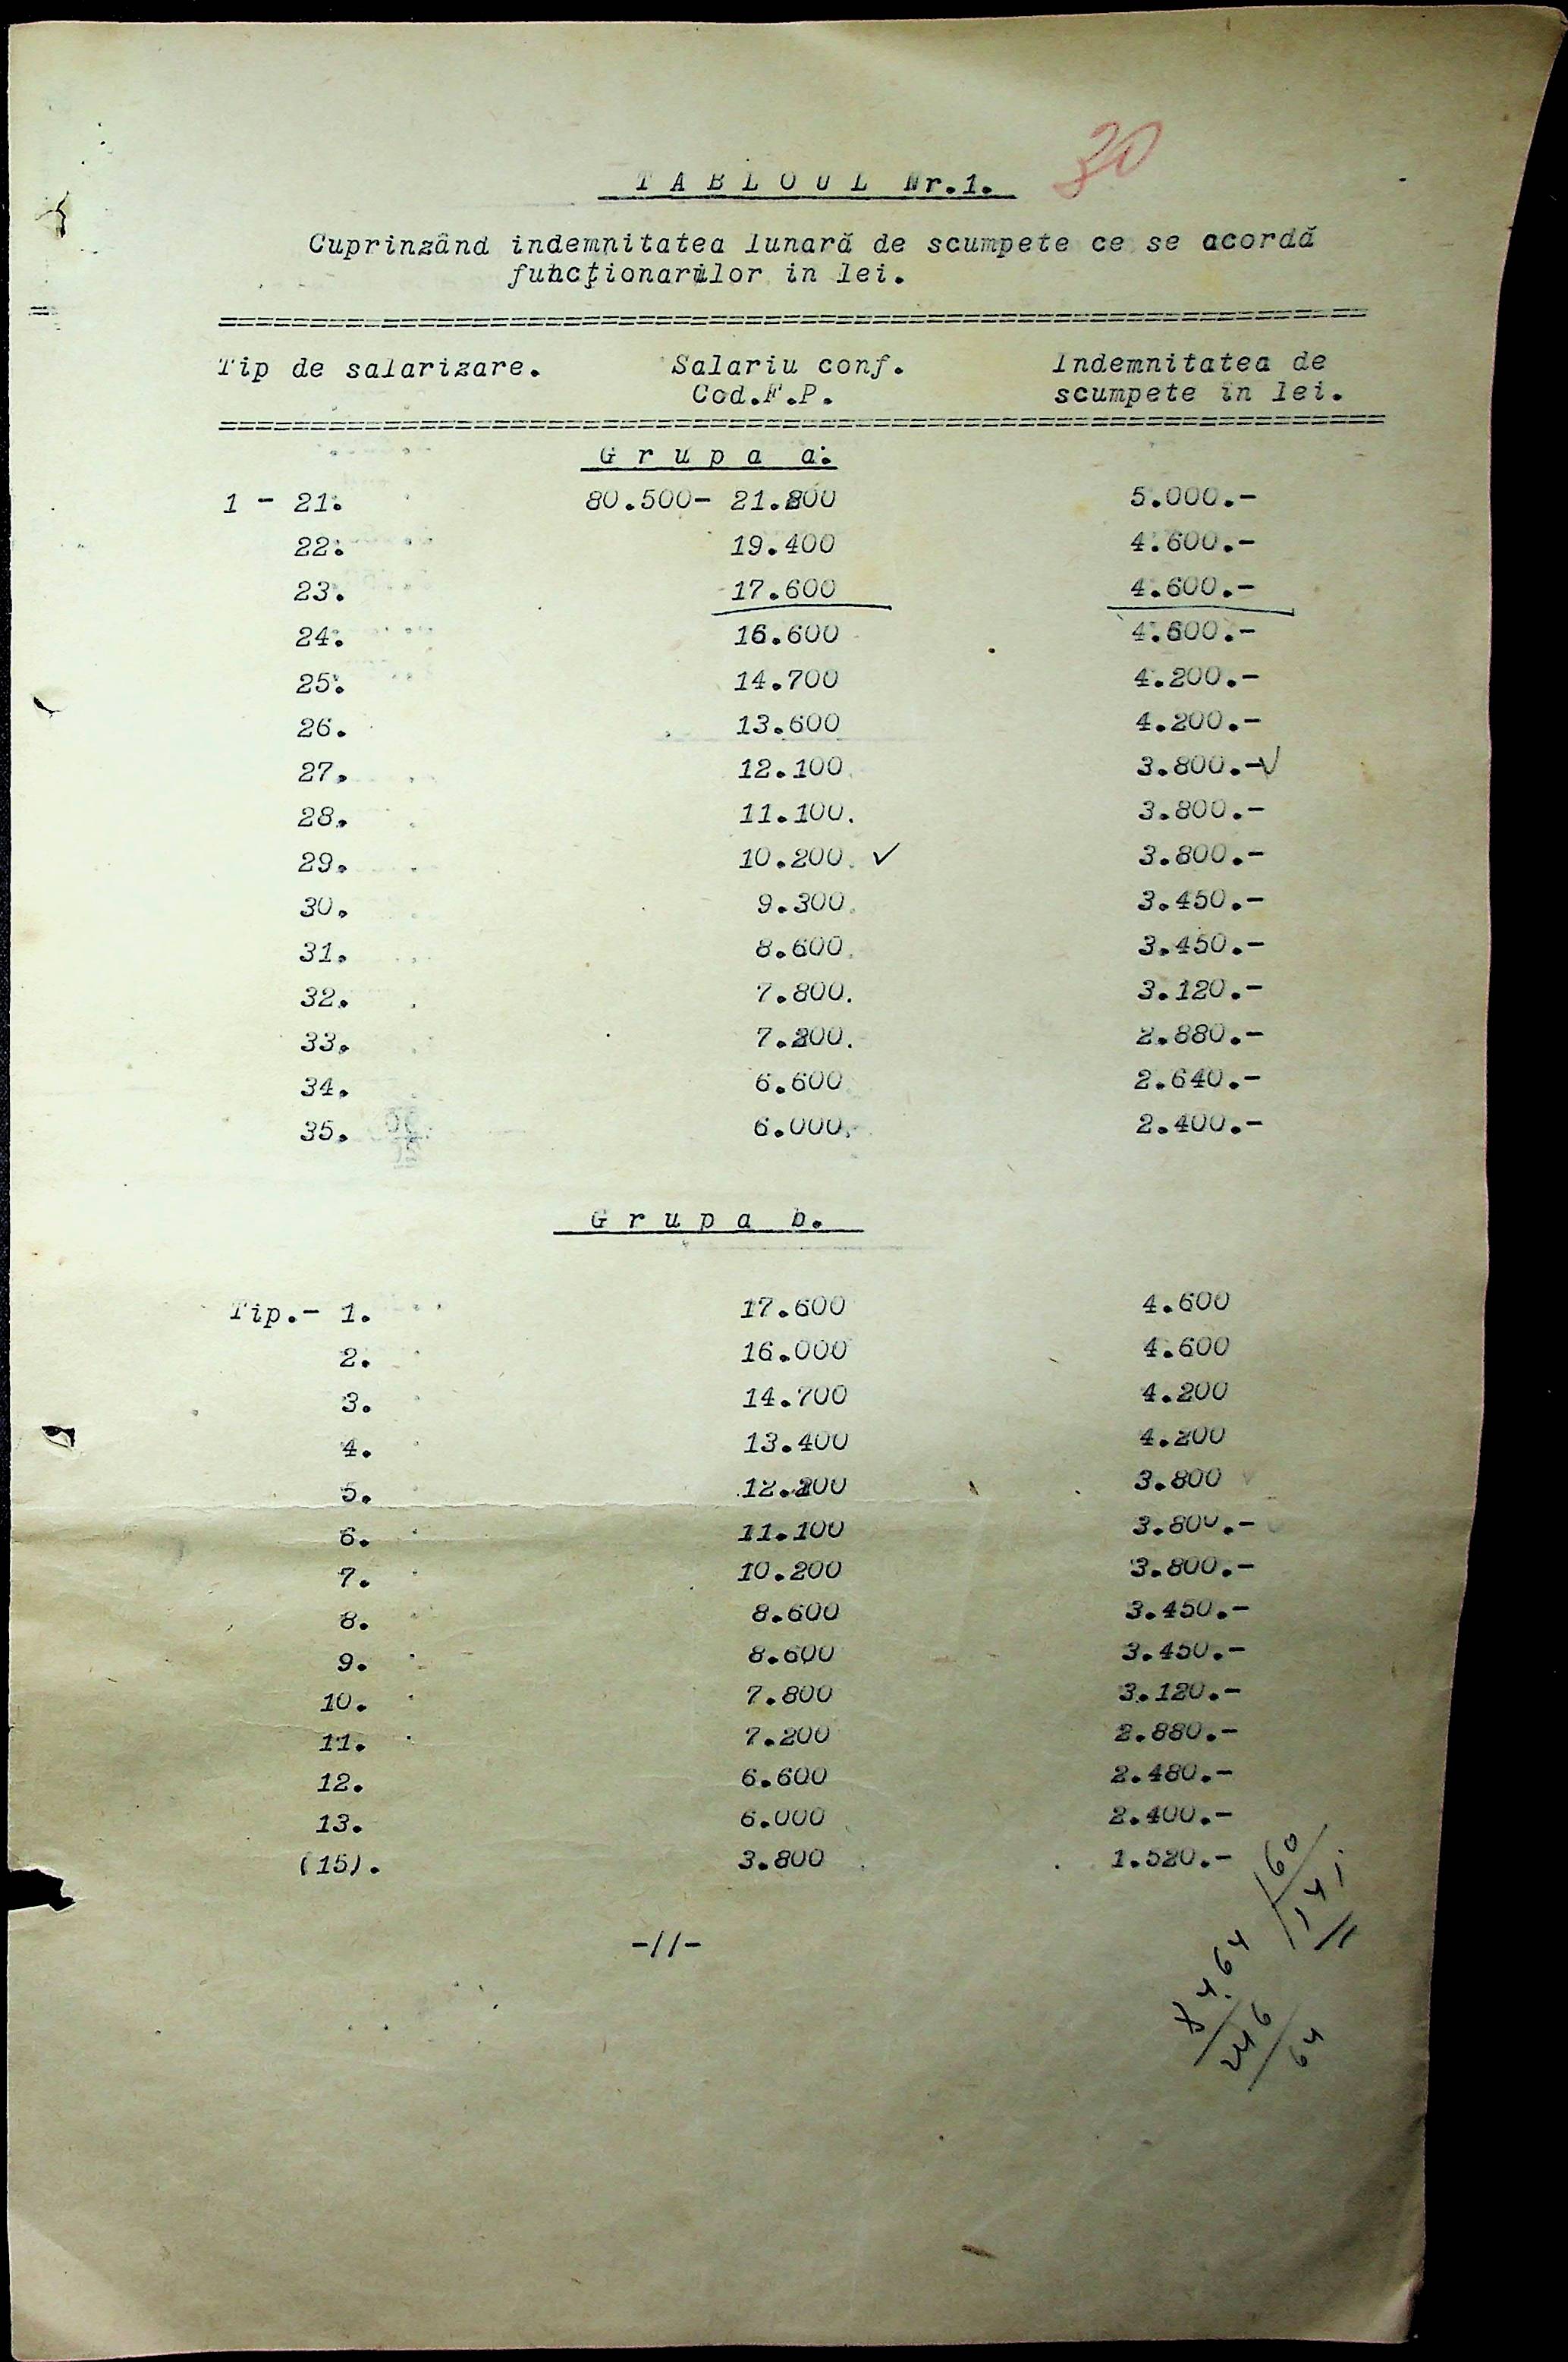 30
TABLOUL Nr.1.
Cuprinzând indemnitatea lunară de scumpete ce se acordă
funcţionarilor in lei.
Tip de salarizare. Salariu conf. Indemnitatea de
Cod.F.P. scumpete în lei.
Grupa a.
1 - 21. 80.500- 21.800 5.000.-
22. 19.400 4.600.-
23. 17.600 4.600.-
24. 16.600 4.600.-
25. 14.700 4.200.-
26. 13.600 4.200.-
27. 12.100 3.800.-√
28. 11.100. 3.800.-
29. 10.200. ✓ 3.800.-
30. 9.300. 3.450.-
31. 8.600. 3.450.-
32. 7.800. 3.120.-
33. 7.200. 2.880.-
34. 6.600 2.640.-
35. 6.000. 2.400.-
Grupa b.
Tip.- 1. 17.600 4.600
2. 16.000 4.600
3. 14.700 4.200
4. 13.400 4.200
5. 12.200 3.800
6. 11.100 3.800.-
7. 10.200 3.800.-
8. 8.600 3.450.-
9. 8.600 3.450.-
10. 7.800 3.120.-
11. 7.200 2.880.-
12. 6.600 2.480.-
13. 6.000 2.400.-
(15). 3.800 1.520.-
-//-
60
141
64